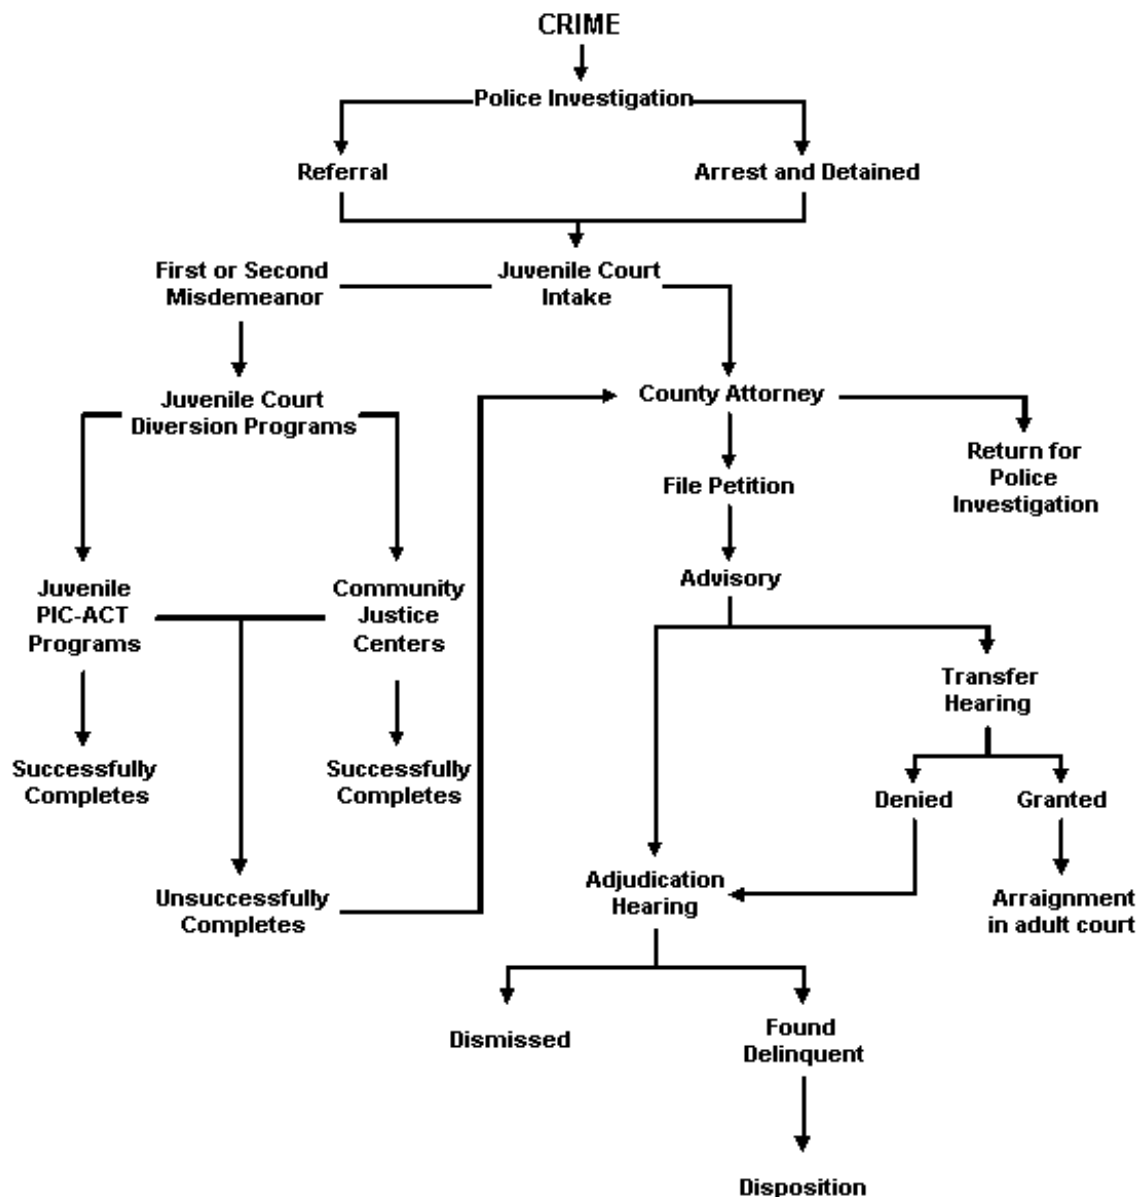 CRIME
Police Investigation
Referral
Arrest and Detained
First or Second
Misdemeanor
Juvenile Court
Intake
Juvenile Court
Diversion Programs
County Attorney
Return for
Police
Investigation
File Petition
Advisory
Juvenile
PIC-ACT
Programs
Community
Justice
Centers
Transfer
Hearing
Successfully
Completes
Successfully
Completes
Denied
Granted
Unsuccessfully
Completes
Adjudication
Hearing
Arraignment
in adult court
Dismissed
Found
Delinquent
Disposition